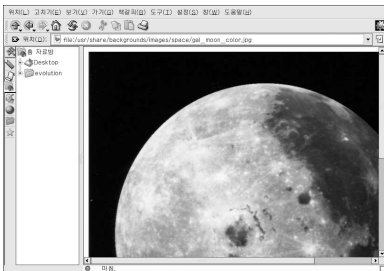 위치(L) 고치기(E) 보기(V) 가기(G) 책갈피(B) 도구(T) 설정(S) 창(W) 도움말(H)
위치(O): file:/usr/share/backgrounds/images/space/gal_moon_color.jpg
홈 자료방
Desktop
evolution
마침.